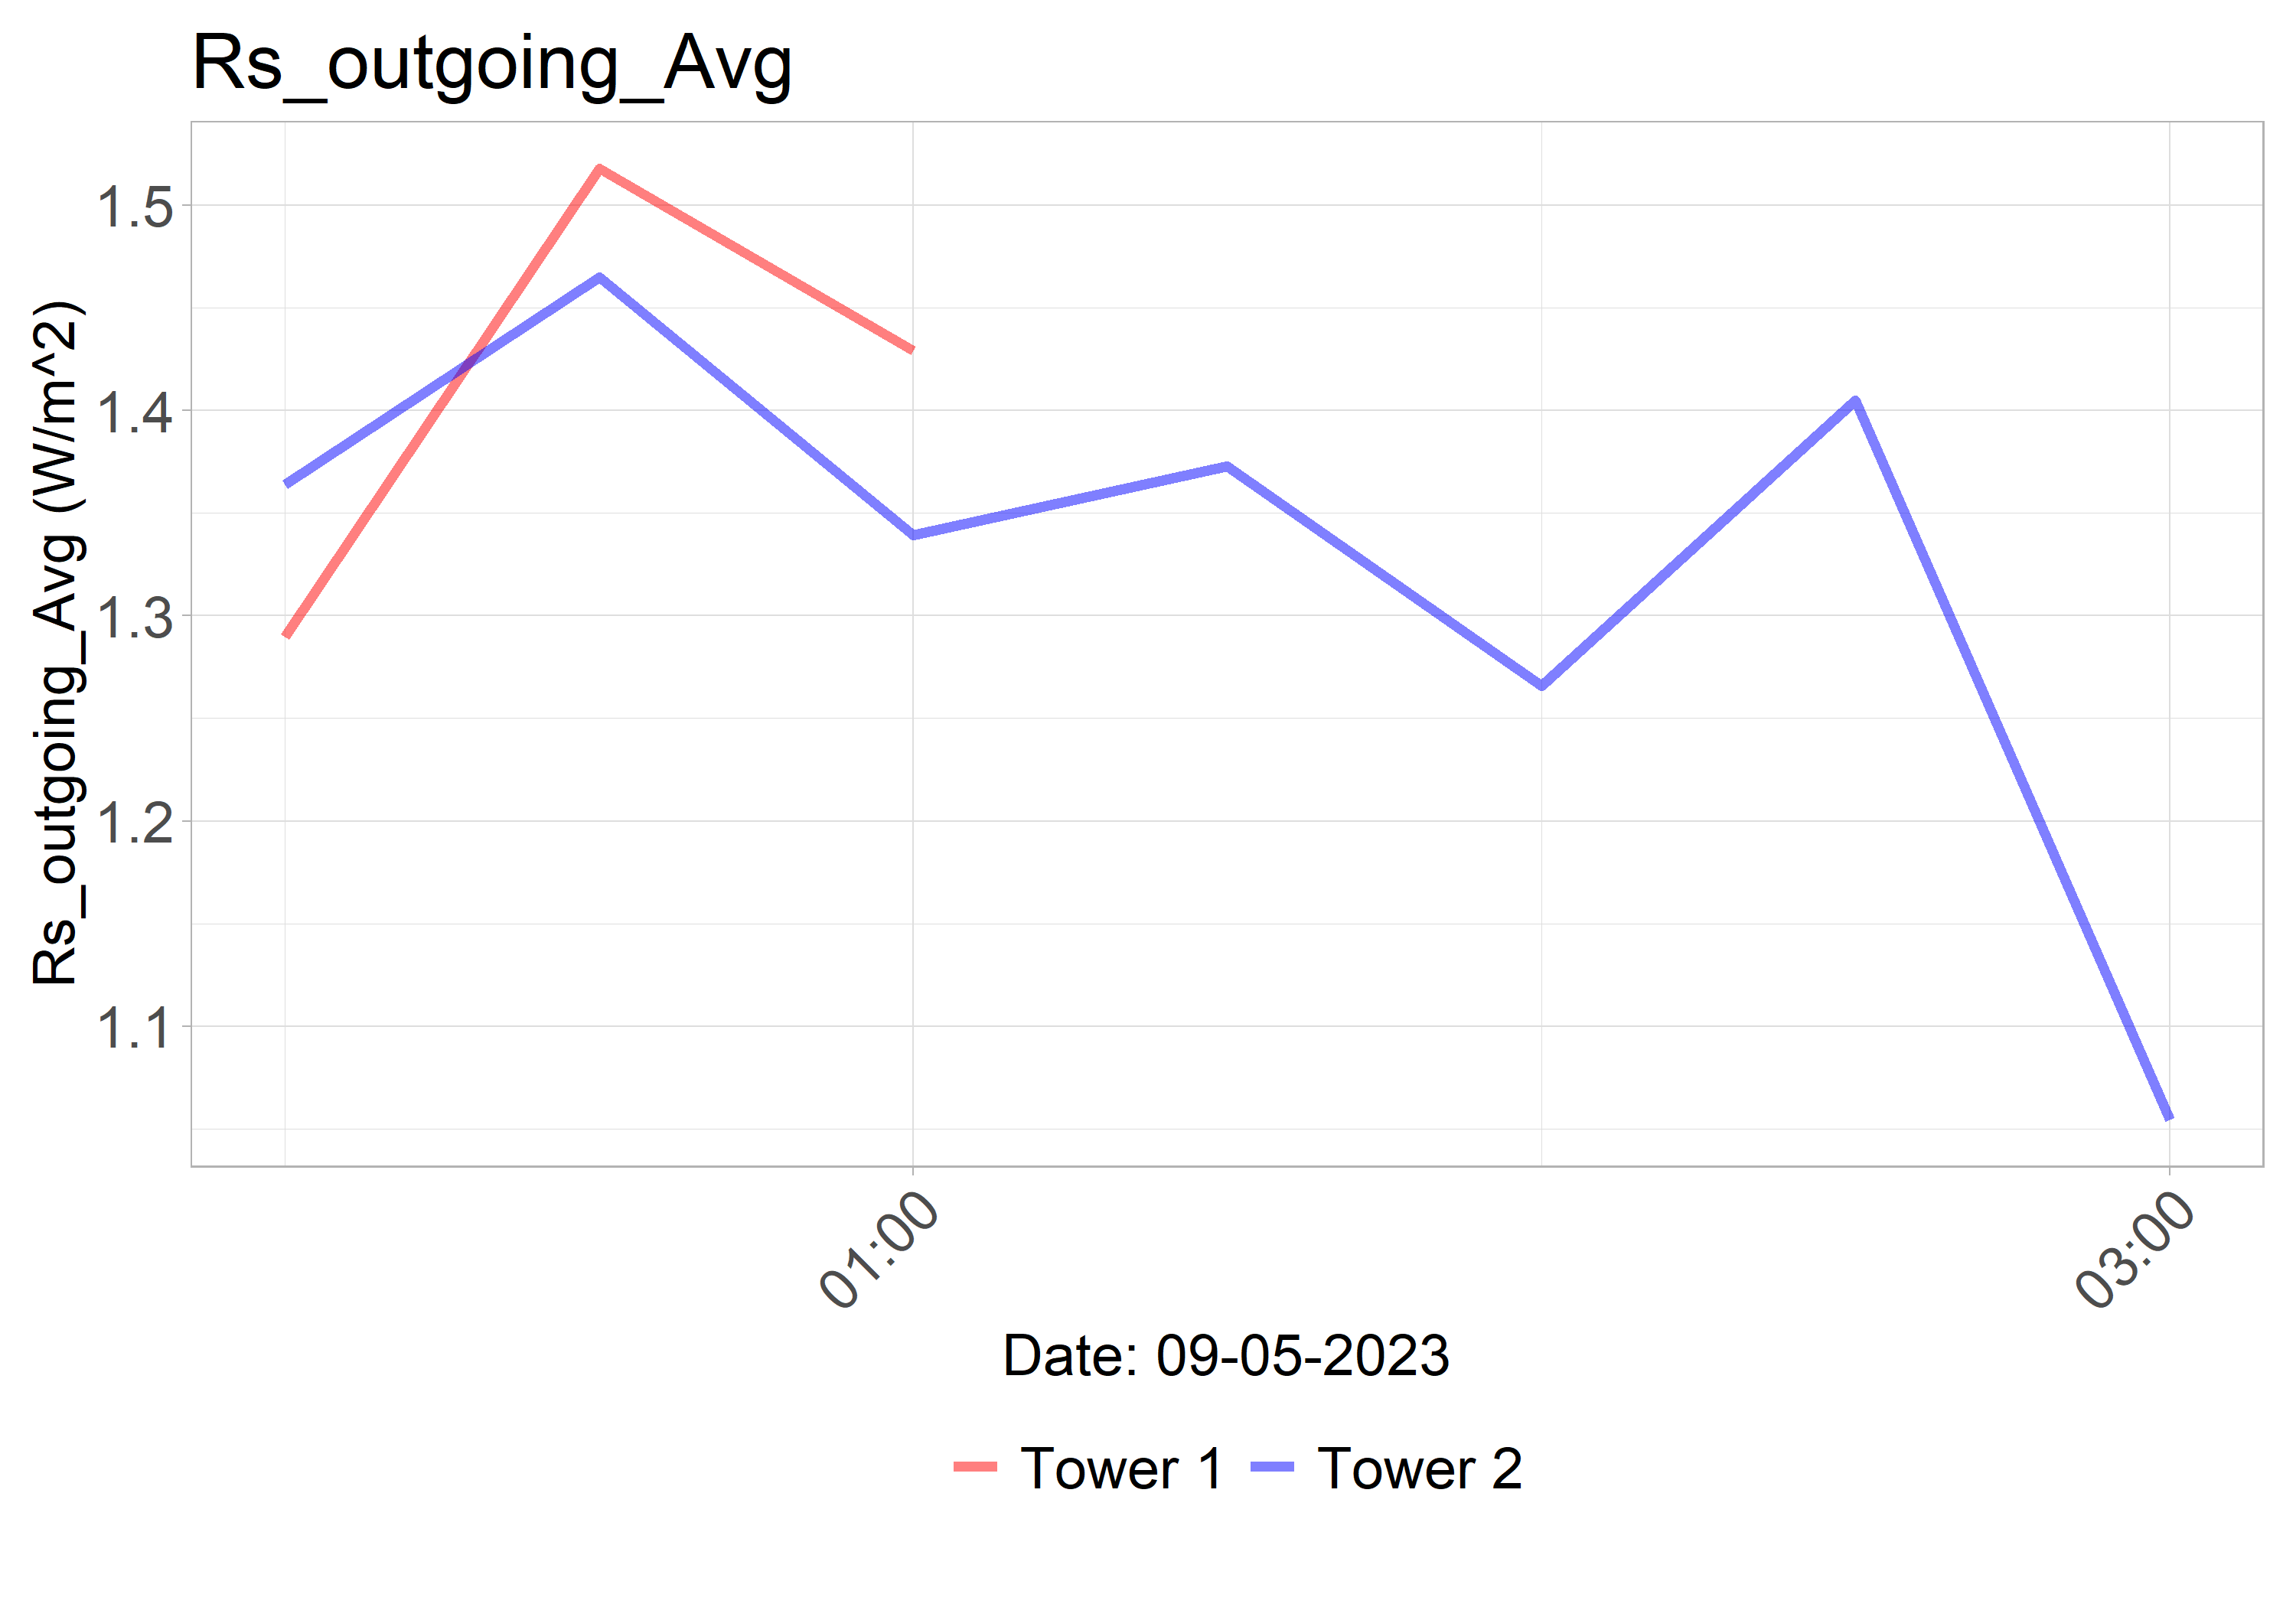 Rs_outgoing_Avg
Rs_outgoing_Avg (W/m^2)
1.5
1.4
1.3
1.2
1.1
01:00
03:00
Date: 09-05-2023
Tower 1
Tower 2